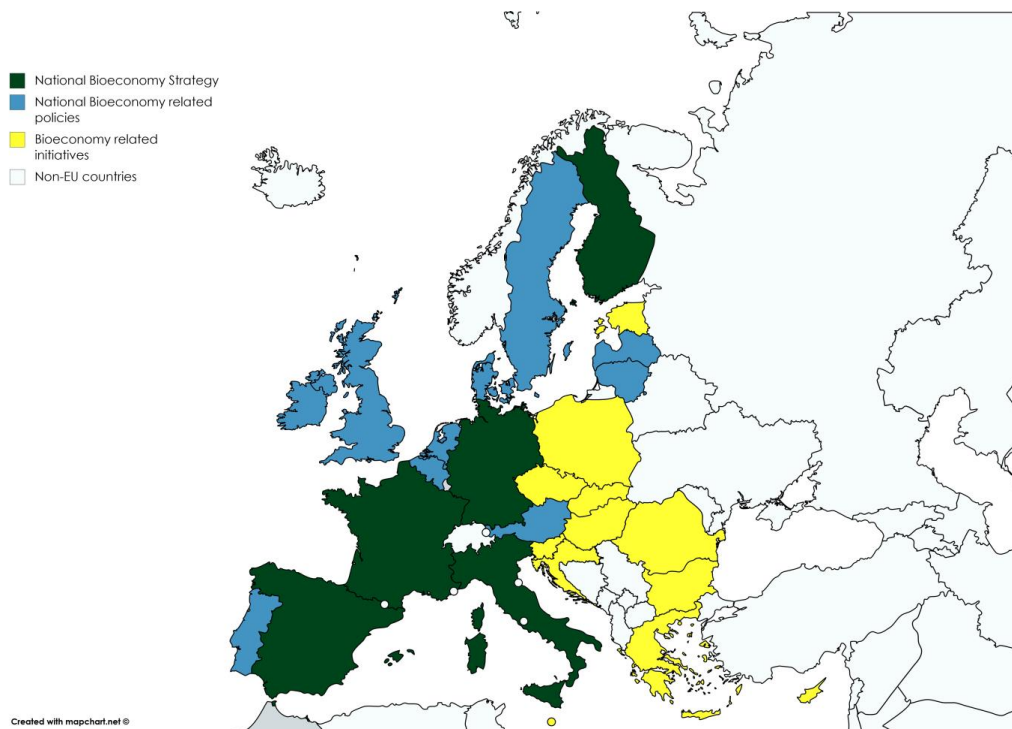 National Bioeconomy Strategy
National Bioeconomy related
policies
Bioeconomy related
initiatives
Non-EU countries
Created with mapchart.net ©